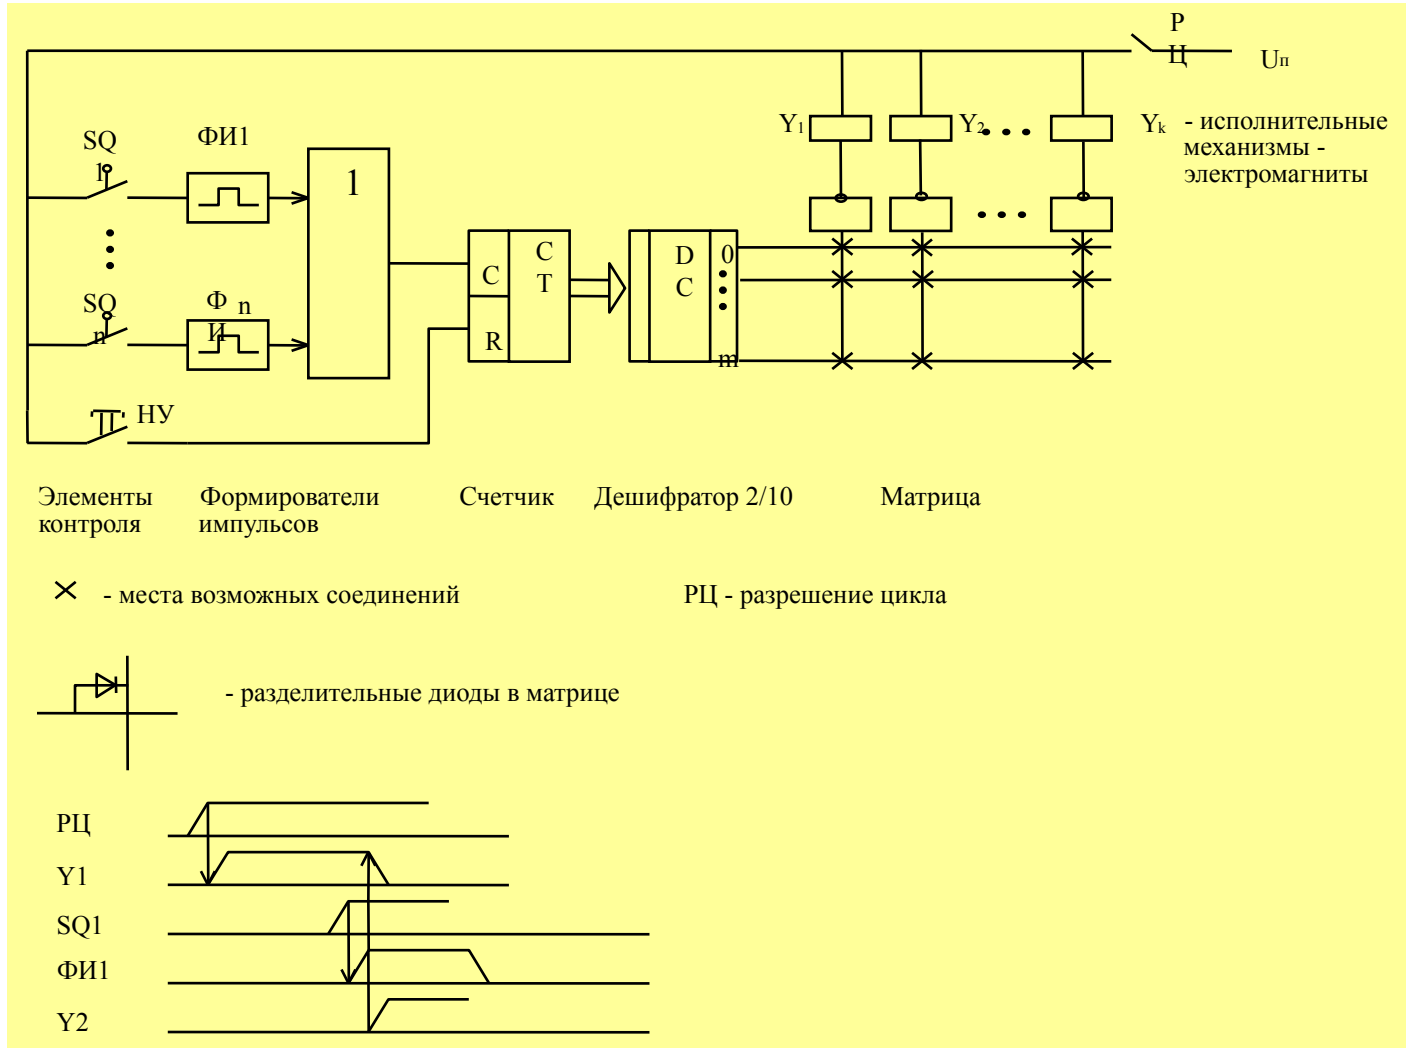 Р
Ц
Uп
Y1
Y2
Yk - исполнительные
механизмы -
электромагниты
SQ
1
ФИ1
1
SQ
n
Ф n
И
C
R
С
Т
D
C
0
m
НУ
Элементы
контроля
Формирователи
импульсов
Счетчик
Дешифратор 2/10
Матрица
- места возможных соединений
РЦ - разрешение цикла
- разделительные диоды в матрице
РЦ
Y1
SQ1
ФИ1
Y2